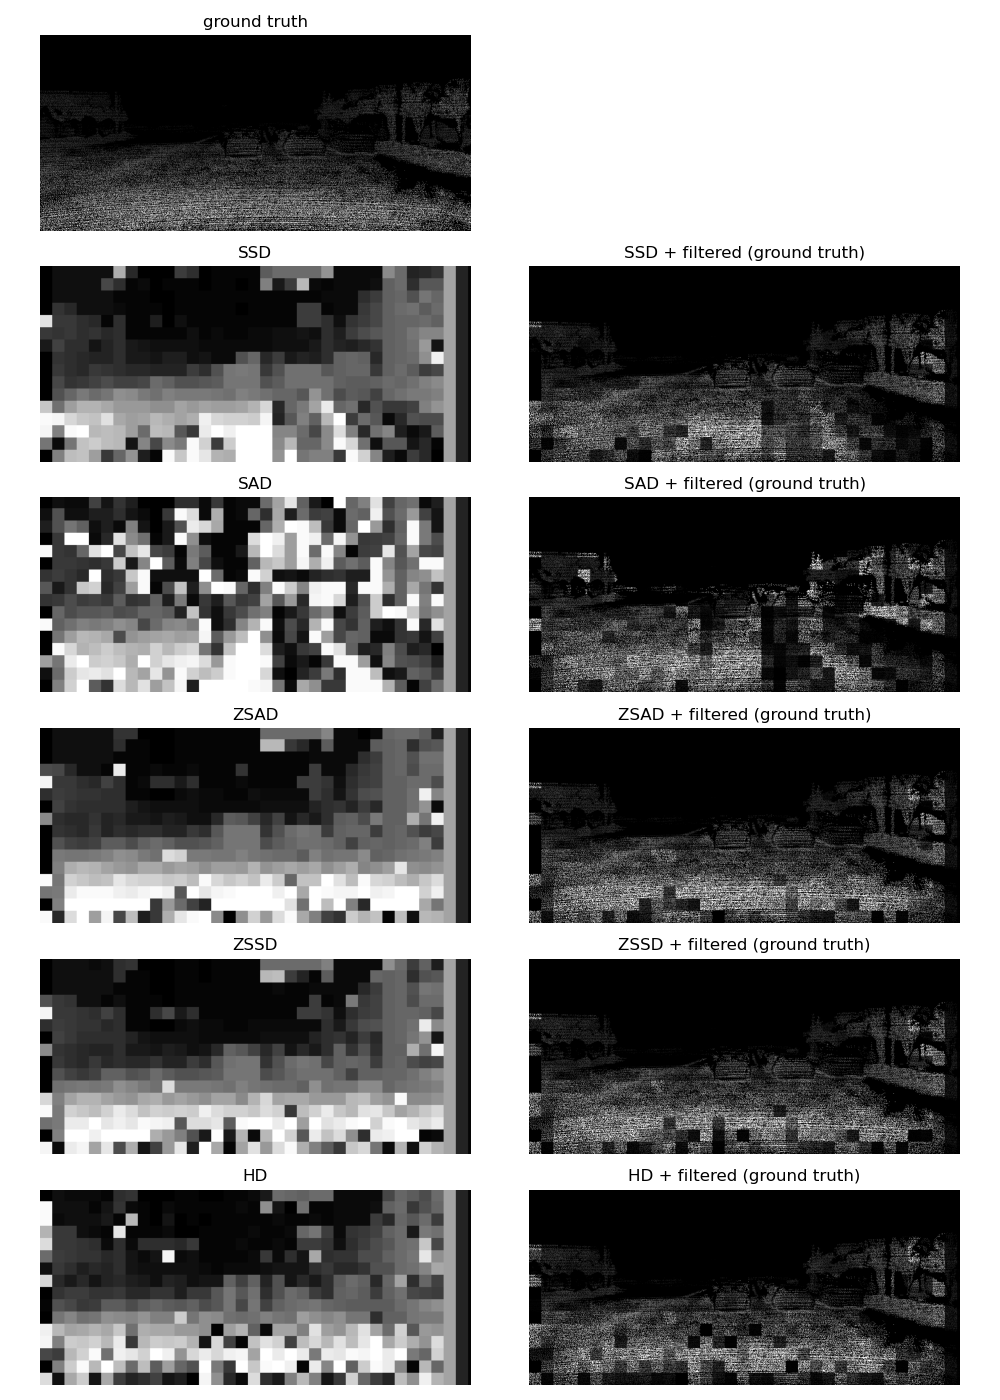 ground truth
SSD
SSD + filtered (ground truth)
SAD
SAD + filtered (ground truth)
ZSAD
ZSAD + filtered (ground truth)
ZSSD
ZSSD + filtered (ground truth)
HD
HD + filtered (ground truth)